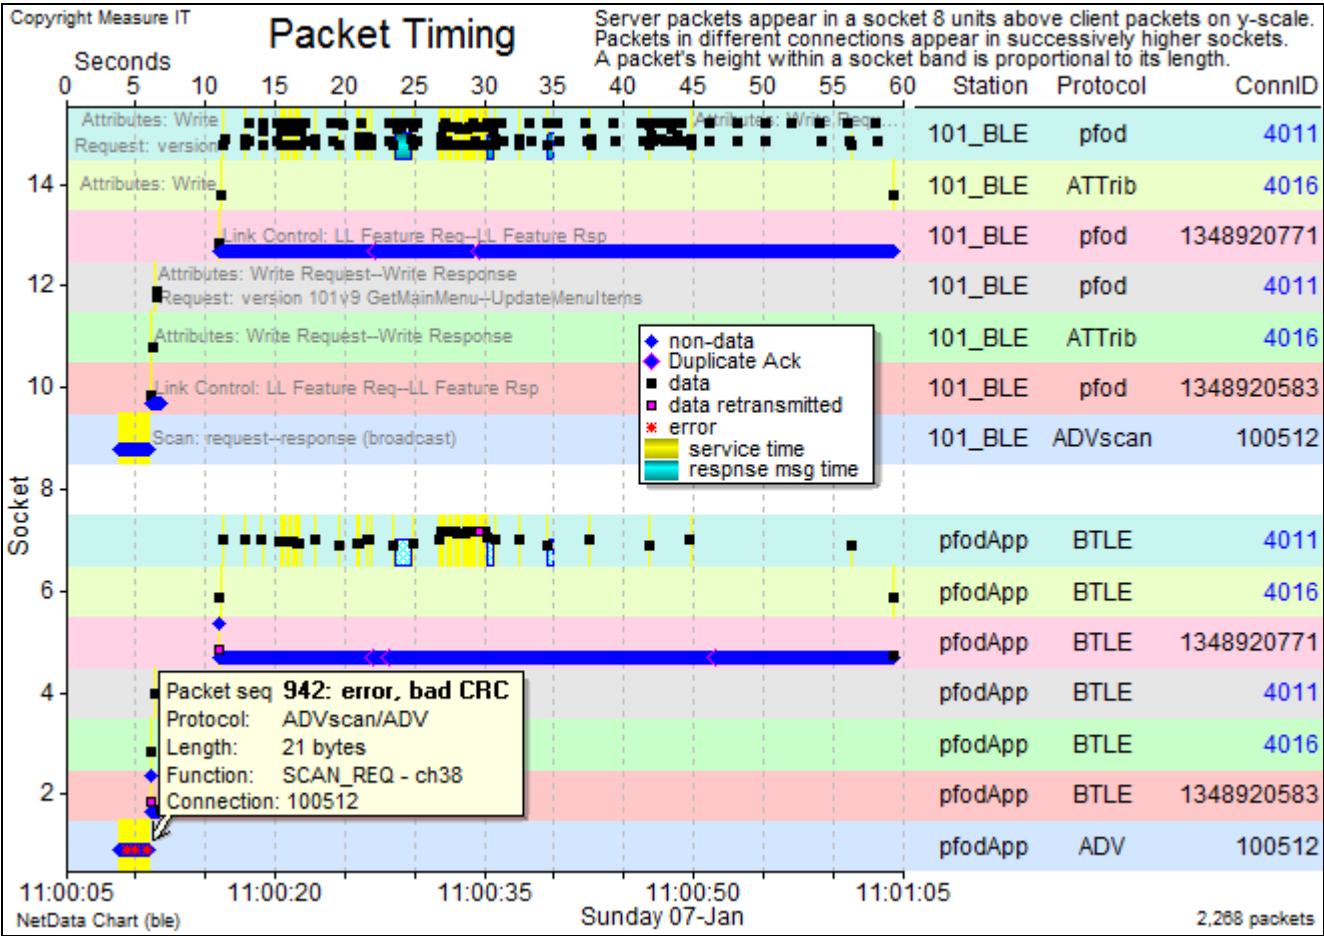 Copyright Measure IT
Packet Timing
Server packets appear in a socket 8 units above client packets on y-scale.
Packets in different connections appear in successively higher sockets.
A packet's height within a socket band is proportional to its length.
Seconds
0 5 10 15 20 25 30 35 40 45 50 55 60 Station Protocol ConnID
Attributes: Write Attributes: Write Requ...
Request: version
101_BLE pfod 4011
14 Attributes: Write 101_BLE ATTrib 4016
Link Control: LL Feature Req--LL Feature Rsp 101_BLE pfod 1348920771
12 Attributes: Write Request--Write Response
Request: version 101v9 GetMainMenu--UpdateMenuItems
101_BLE pfod 4011
Attributes: Write Request--Write Response 101_BLE ATTrib 4016
10 Link Control: LL Feature Req--LL Feature Rsp 101_BLE pfod 1348920583
Scan: request--response (broadcast) 101_BLE ADVscan 100512
non-data
Duplicate Ack
data
data retransmitted
error
service time
respnse msg time
Socket
8
pfodApp BTLE 4011
6 pfodApp BTLE 4016
pfodApp BTLE 1348920771
4 pfodApp BTLE 4011
pfodApp BTLE 4016
2 pfodApp BTLE 1348920583
pfodApp ADV 100512
Packet seq 942: error, bad CRC
Protocol: ADVscan/ADV
Length: 21 bytes
Function: SCAN_REQ - ch38
Connection: 100512
11:00:05 11:00:20 11:00:35 11:00:50 11:01:05
NetData Chart (ble) Sunday 07-Jan 2,268 packets